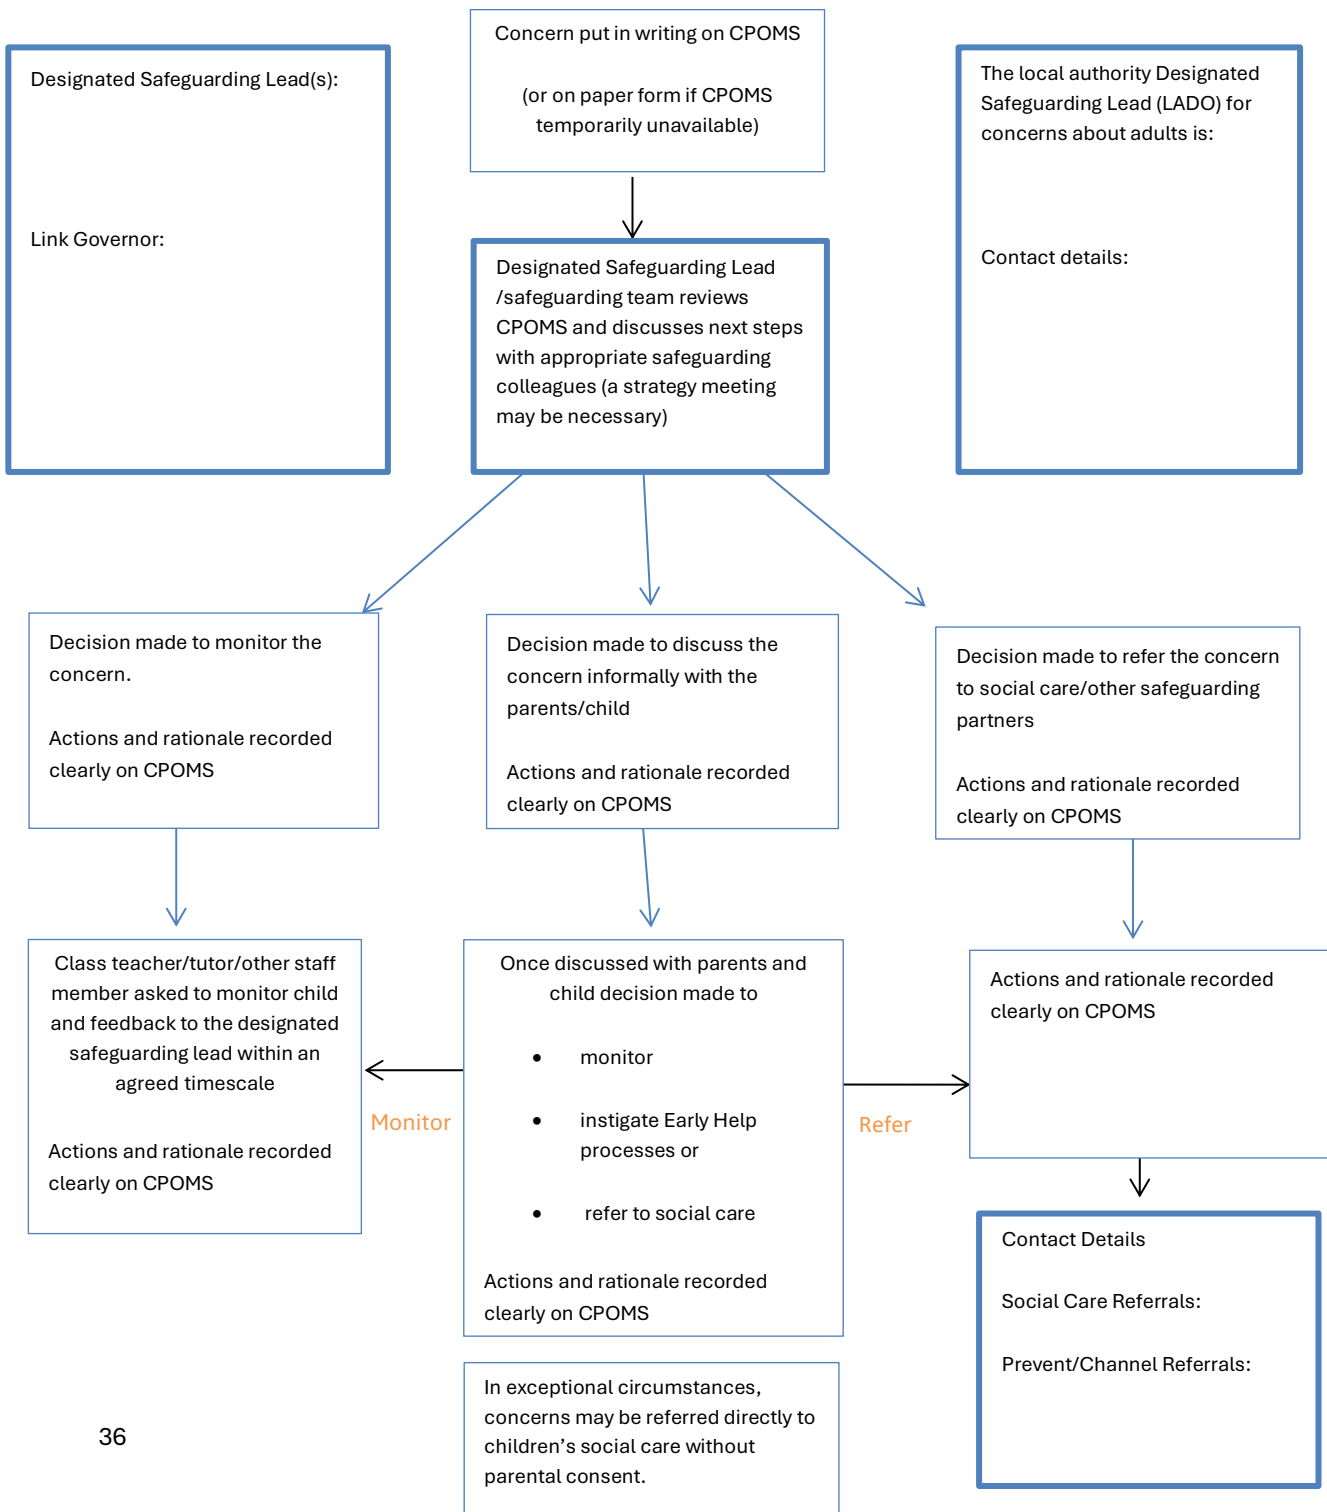 Concern put in writing on CPOMS
(or on paper form if CPOMS
temporarily unavailable)
Designated Safeguarding Lead(s):
Link Governor:
The local authority Designated
Safeguarding Lead (LADO) for
concerns about adults is:
Contact details:
Designated Safeguarding Lead
/safeguarding team reviews
CPOMS and discusses next steps
with appropriate safeguarding
colleagues (a strategy meeting
may be necessary)
Decision made to monitor the
concern.
Actions and rationale recorded
clearly on CPOMS
Decision made to discuss the
concern informally with the
parents/child
Actions and rationale recorded
clearly on CPOMS
Decision made to refer the concern
to social care/other safeguarding
partners
Actions and rationale recorded
clearly on CPOMS
Class teacher/tutor/other staff
member asked to monitor child
and feedback to the designated
safeguarding lead within an
agreed timescale
Actions and rationale recorded
clearly on CPOMS
Monitor
Once discussed with parents and
child decision made to
• monitor
• instigate Early Help
processes or
• refer to social care
Actions and rationale recorded
clearly on CPOMS
Refer
Actions and rationale recorded
clearly on CPOMS
Contact Details
Social Care Referrals:
Prevent/Channel Referrals:
In exceptional circumstances,
concerns may be referred directly to
children’s social care without
parental consent.
36